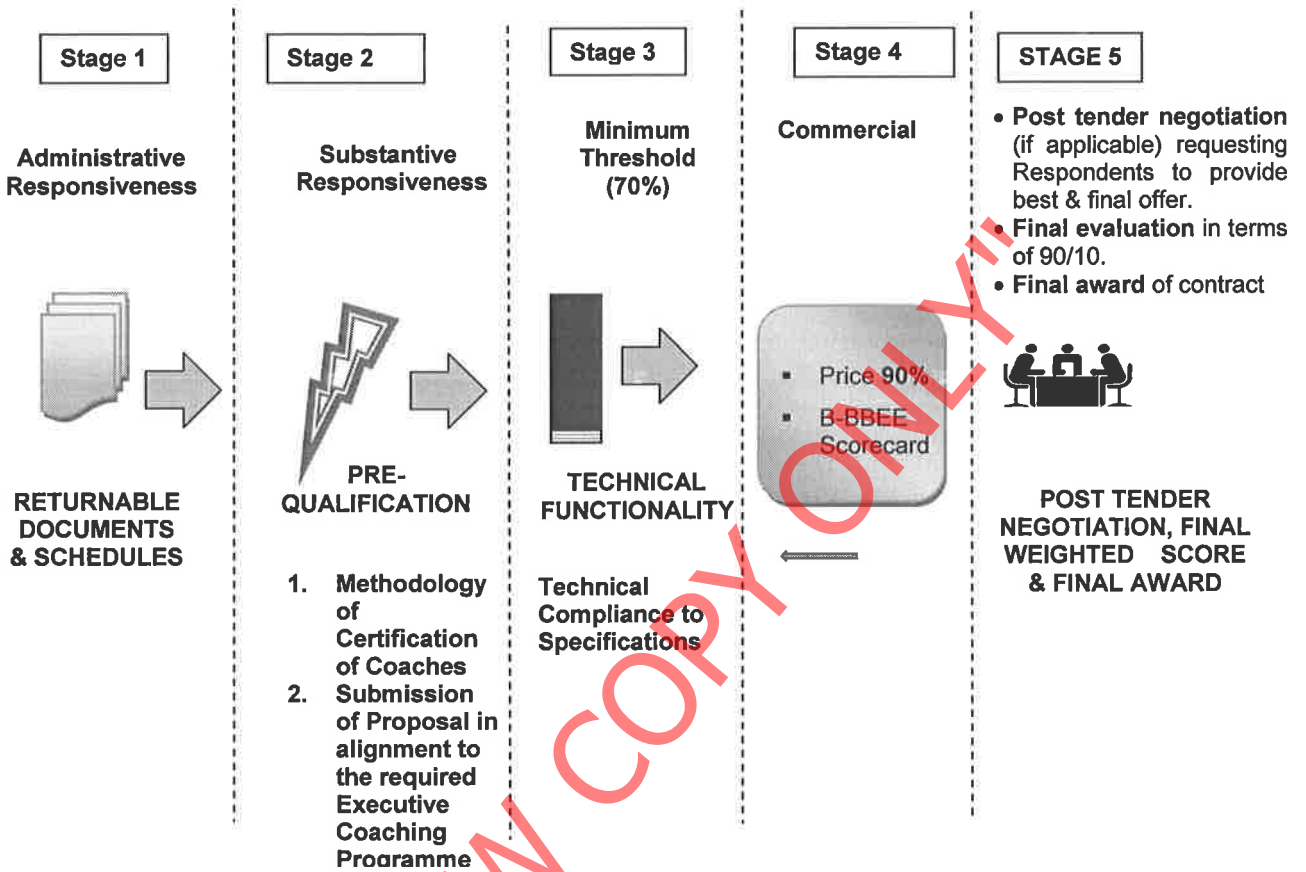 Stage 1
Administrative
Responsiveness
RETURNABLE
DOCUMENTS
& SCHEDULES
Stage 2
Substantive
Responsiveness
PRE-
QUALIFICATION
1. Methodology
of
Certification
of Coaches
2. Submission
of Proposal in
alignment to
the required
Executive
Coaching
Programme
Stage 3
Minimum
Threshold
(70%)
TECHNICAL
FUNCTIONALITY
Technical
Compliance to
Specifications
Stage 4
Commercial
▪ Price 90%
▪ B-BBEE
Scorecard
STAGE 5
• Post tender negotiation
(if applicable) requesting
Respondents to provide
best & final offer.
• Final evaluation in terms
of 90/10.
• Final award of contract
POST TENDER
NEGOTIATION, FINAL
WEIGHTED SCORE
& FINAL AWARD
COPY ONLY"